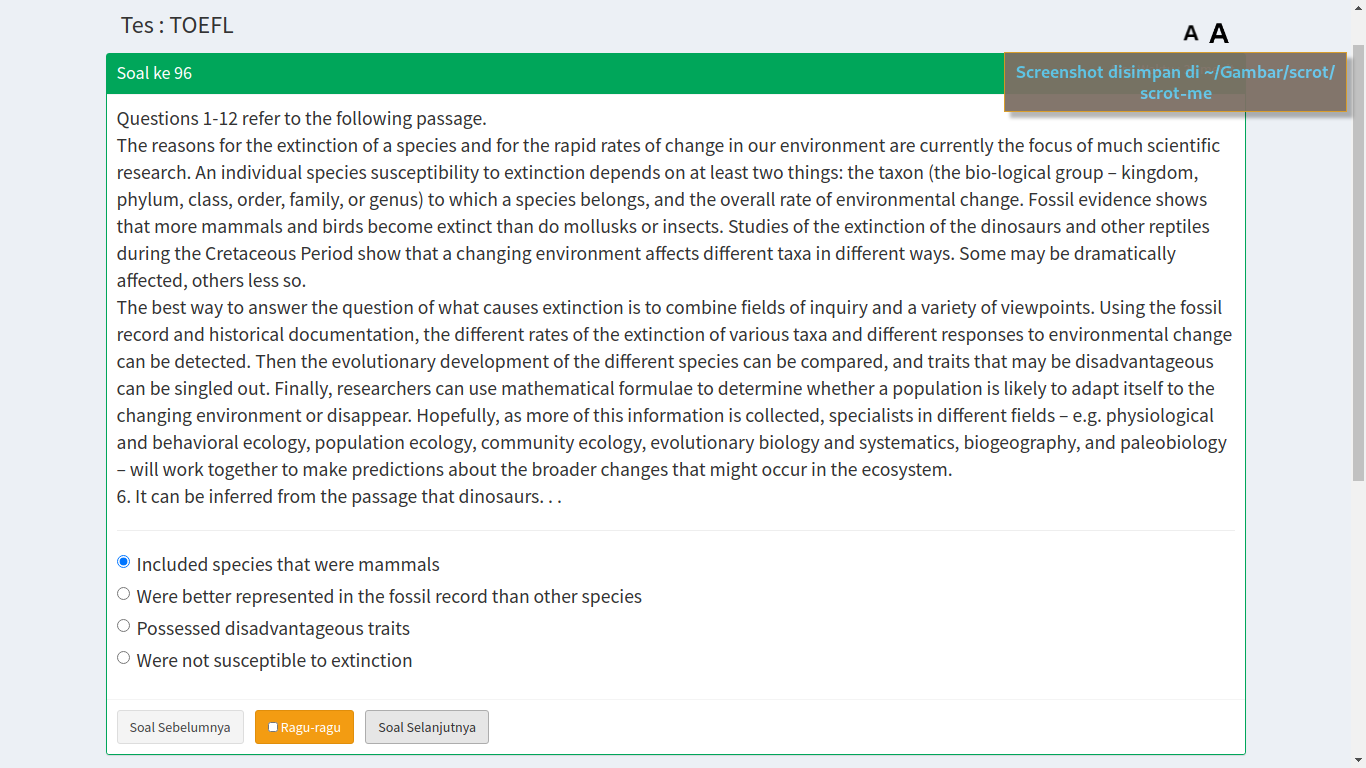 Tes : TOEFL
A A
Soal ke 96
Screenshot disimpan di ~/Gambar/scrot/
scrot-me
Questions 1-12 refer to the following passage.
The reasons for the extinction of a species and for the rapid rates of change in our environment are currently the focus of much scientific
research. An individual species susceptibility to extinction depends on at least two things: the taxon (the bio-logical group – kingdom,
phylum, class, order, family, or genus) to which a species belongs, and the overall rate of environmental change. Fossil evidence shows
that more mammals and birds become extinct than do mollusks or insects. Studies of the extinction of the dinosaurs and other reptiles
during the Cretaceous Period show that a changing environment affects different taxa in different ways. Some may be dramatically
affected, others less so.
The best way to answer the question of what causes extinction is to combine fields of inquiry and a variety of viewpoints. Using the fossil
record and historical documentation, the different rates of the extinction of various taxa and different responses to environmental change
can be detected. Then the evolutionary development of the different species can be compared, and traits that may be disadvantageous
can be singled out. Finally, researchers can use mathematical formulae to determine whether a population is likely to adapt itself to the
changing environment or disappear. Hopefully, as more of this information is collected, specialists in different fields – e.g. physiological
and behavioral ecology, population ecology, community ecology, evolutionary biology and systematics, biogeography, and paleobiology
– will work together to make predictions about the broader changes that might occur in the ecosystem.
6. It can be inferred from the passage that dinosaurs. . .
Included species that were mammals
Were better represented in the fossil record than other species
Possessed disadvantageous traits
Were not susceptible to extinction
Soal Sebelumnya
Ragu-ragu
Soal Selanjutnya